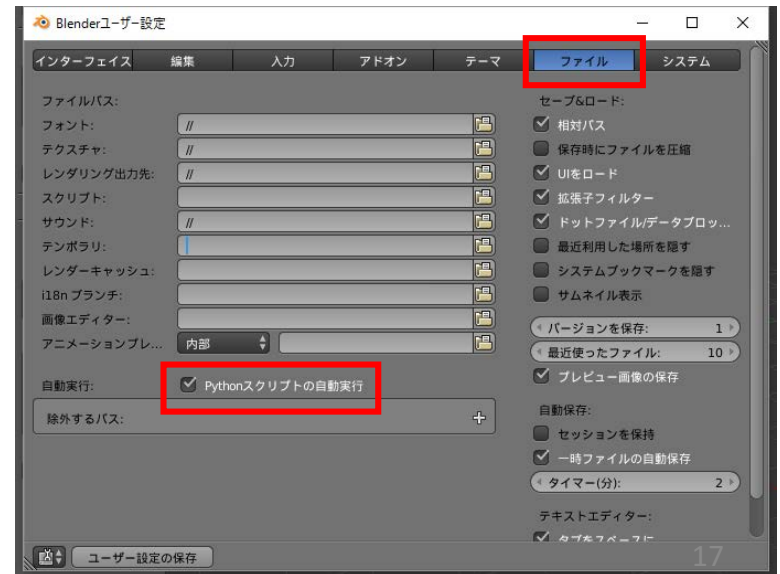 Blenderユーザー設定
インターフェイス 編集 入力 アドオン テーマ ファイル システム
ファイルパス:
フォント: //
テクスチャ: //
レンダリング出力先: //
スクリプト:
サウンド: //
テンポラリ:
レンダーキャッシュ:
i18n ブランチ:
画像エディター:
アニメーションプレ... 内部
自動実行: Pythonスクリプトの自動実行
除外するパス:
セーブ&ロード:
相対パス
保存時にファイルを圧縮
UIをロード
拡張子フィルター
ドットファイル/データブロッ...
最近利用した場所を隠す
システムブックマークを隠す
サムネイル表示
バージョンを保存: 1
最近使ったファイル: 10
プレビュー画像の保存
自動保存:
セッションを保持
一時ファイルの自動保存
タイマー(分): 2
テキストエディター:
タブをスペースに
ユーザー設定の保存
17